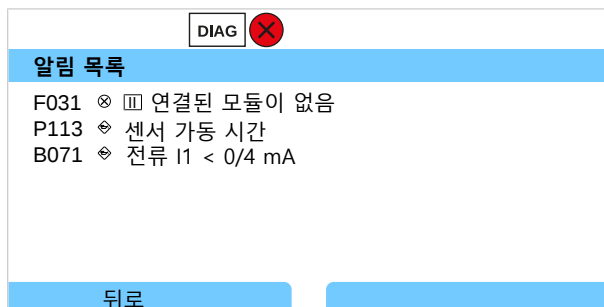 DIAG
알림 목록
F031 ⊗ Ⅲ 연결된 모듈이 없음
P113 센서 가동 시간
B071 전류 I1 < 0/4 mA
뒤로